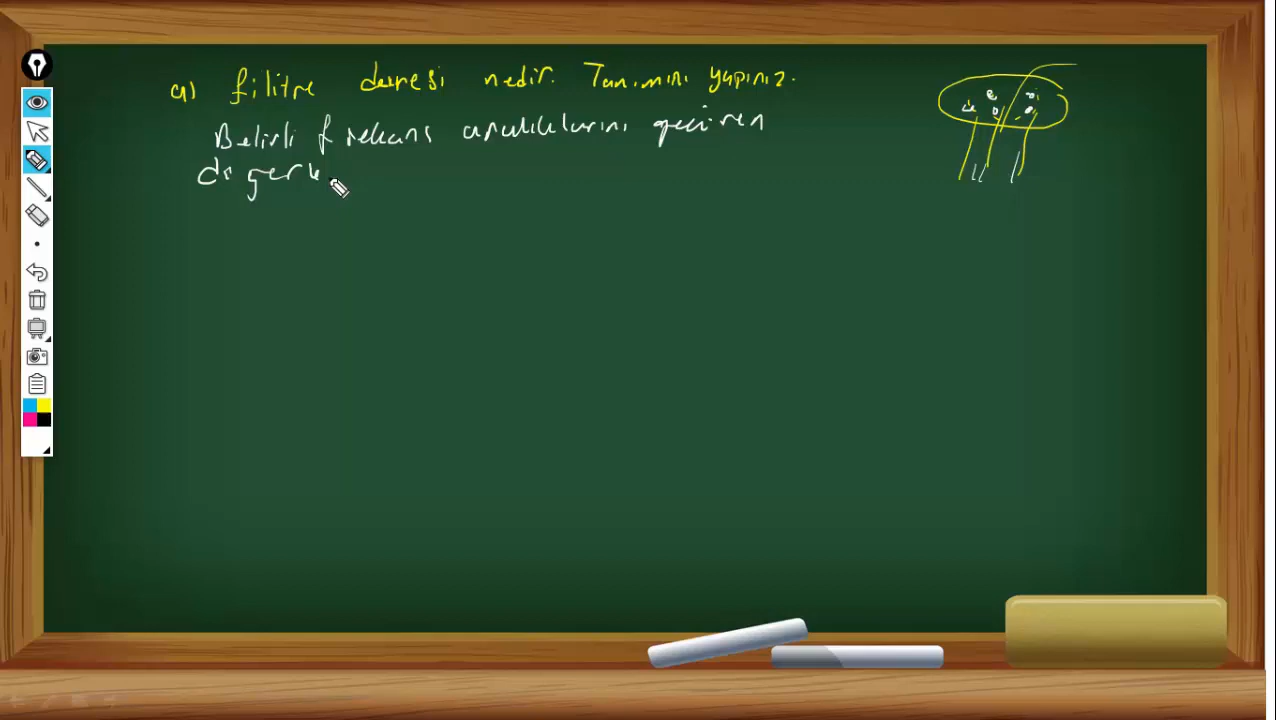 a) filitre devresi nedir. Tanımını yapınız.
Belirli frekans aralıklarını geçiren
diğerle